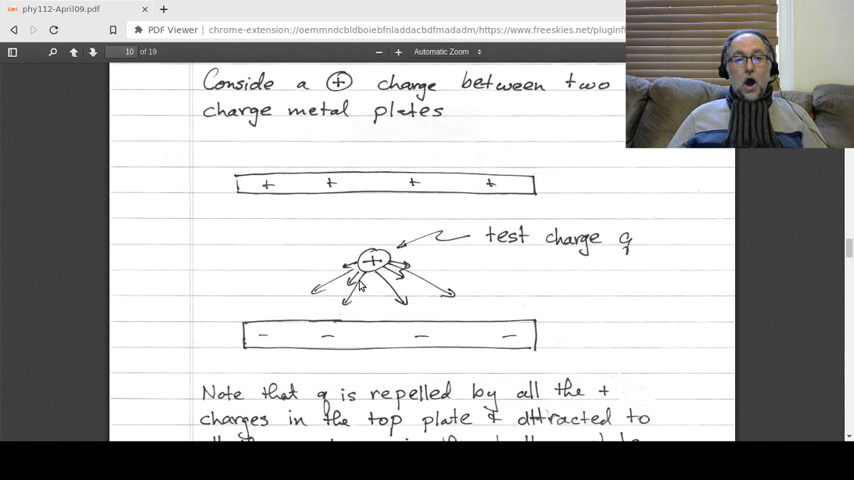 phy112-April09.pdf
PDF Viewer
chrome-extension://oemmndcbldboiebfnladdacbdfmadadm/https://www.freeskies.net/pluginfi
10 of 19
Automatic Zoom
Conside a + charge between two
charge metal plates
+ + + +
+
test charge q
- - - -
Note that q is repelled by all the +
charges in the top plate & attracted to